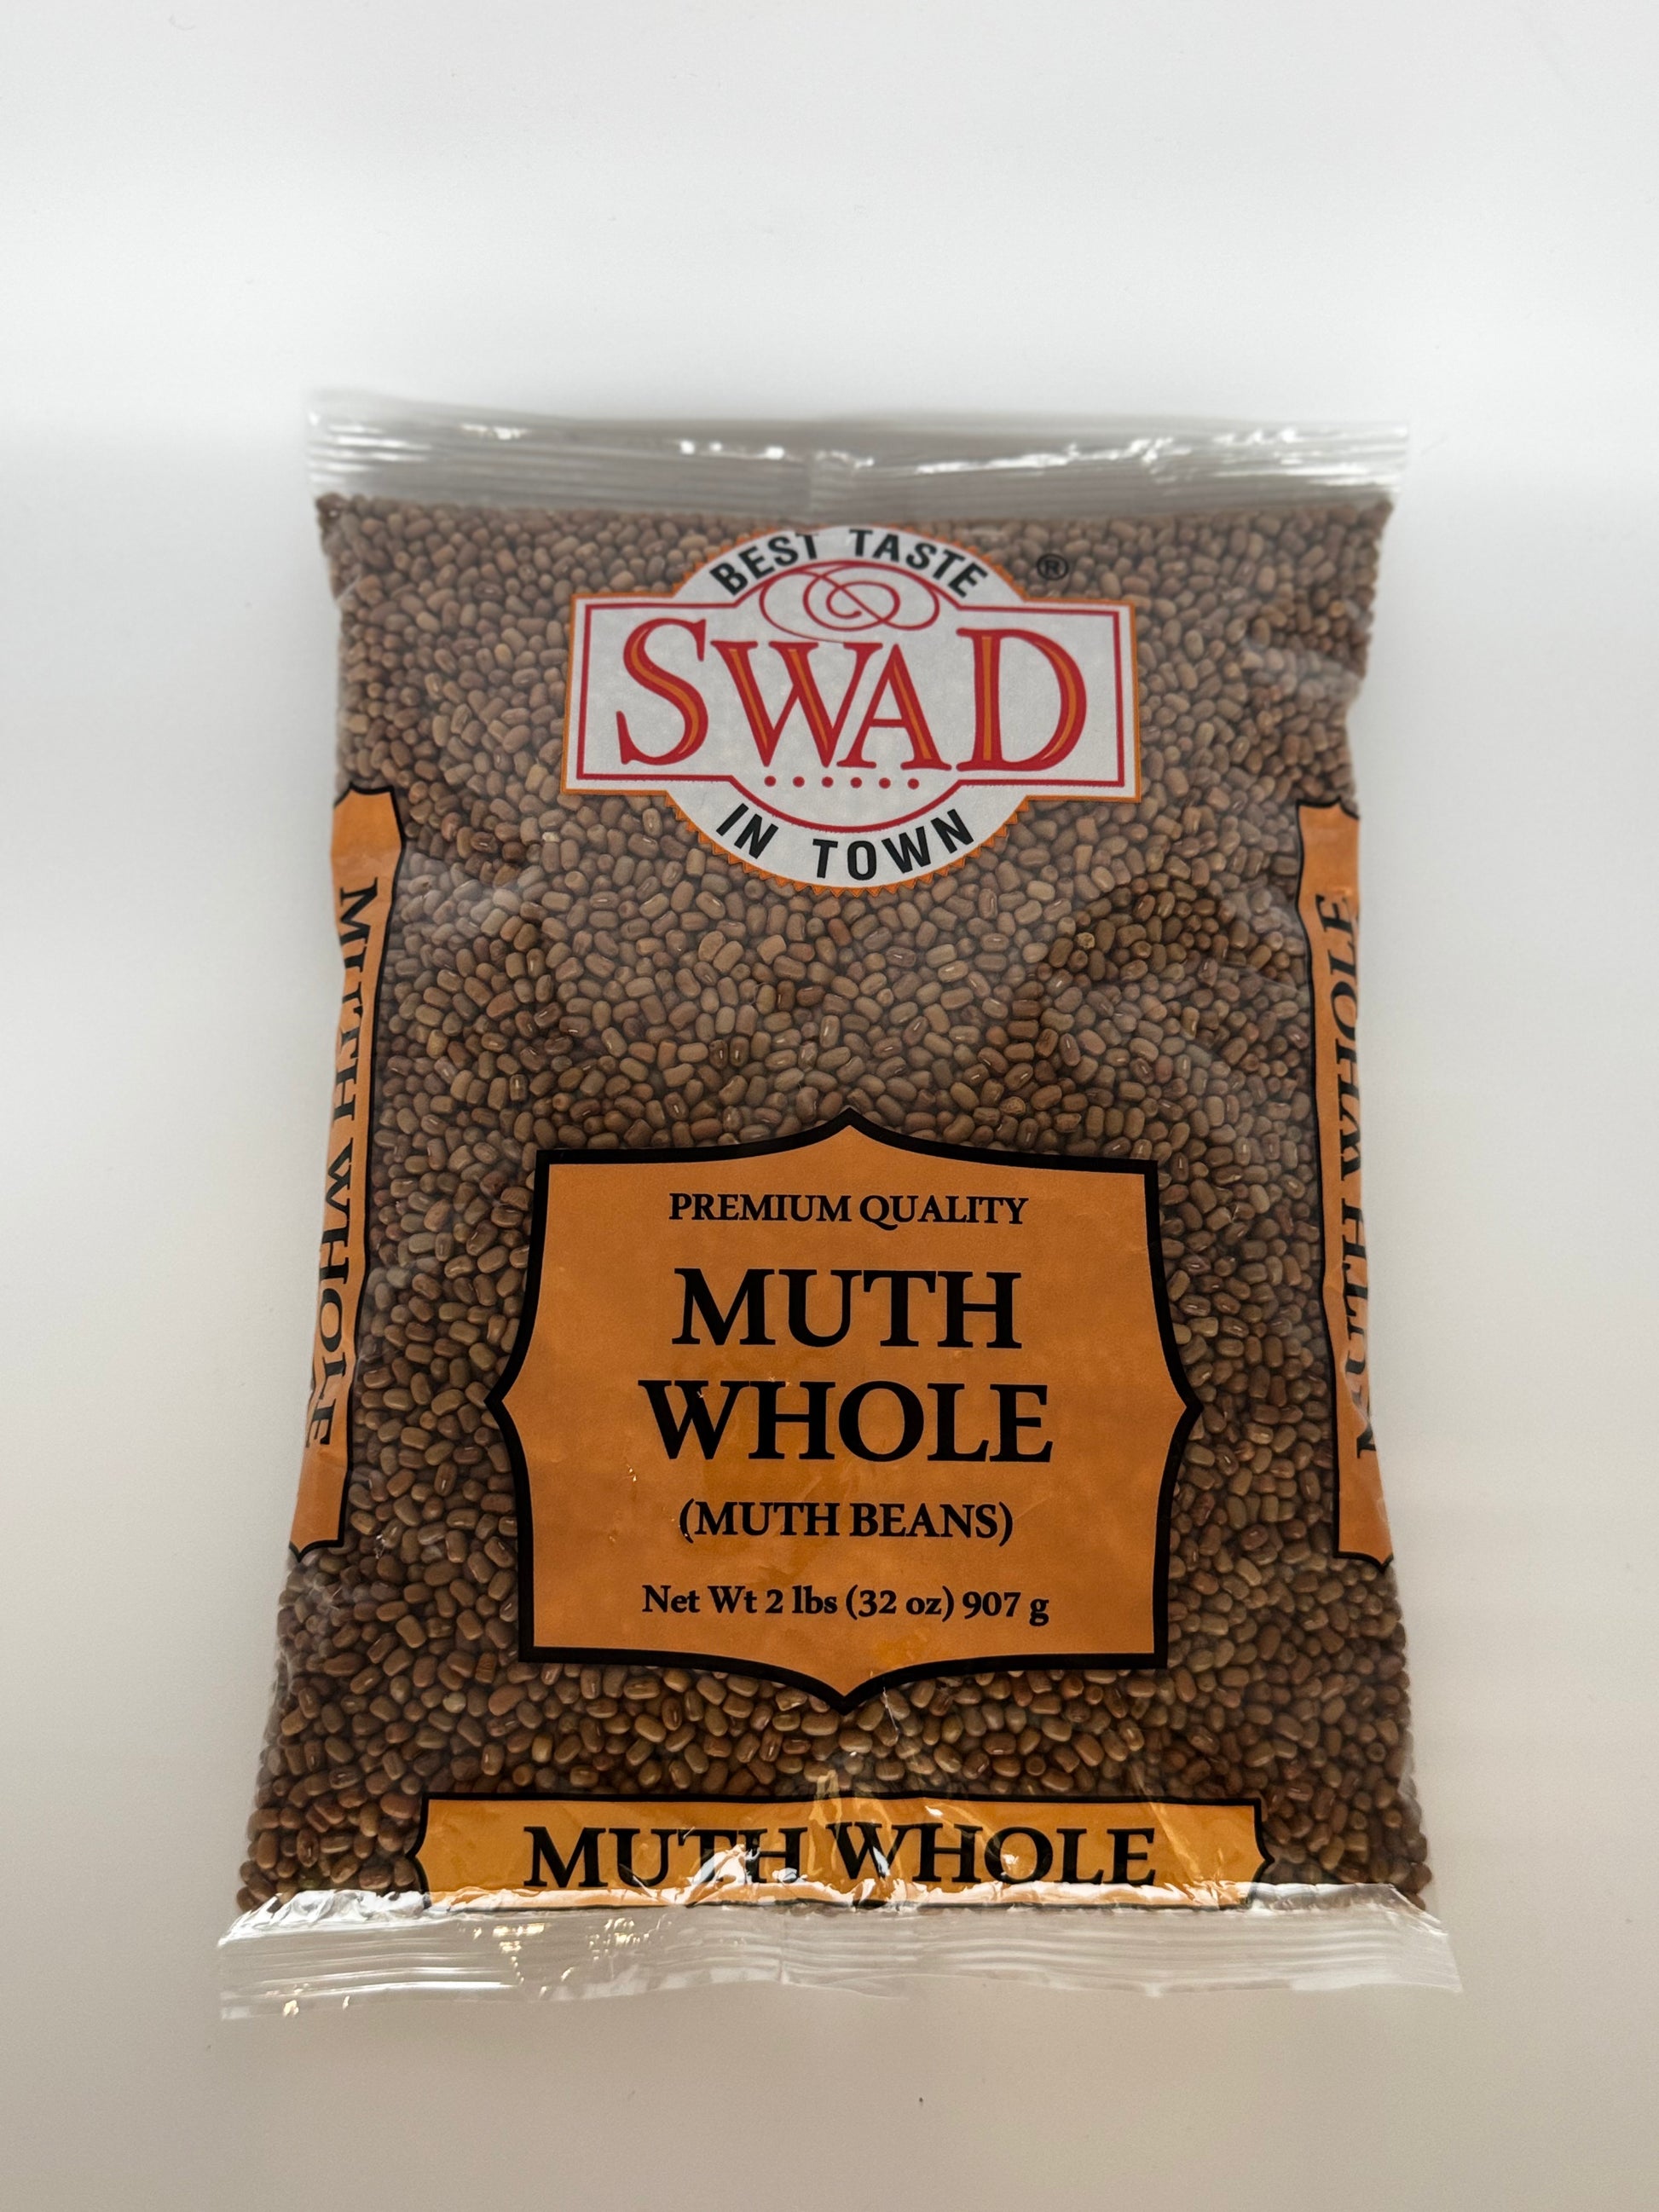 BEST TASTE
®
SWAD
IN TOWN
MUTH WHOLE
MUTH WHOLE
PREMIUM QUALITY
MUTH
WHOLE
(MUTH BEANS)
Net Wt 2 lbs (32 oz) 907 g
MUTH WHOLE